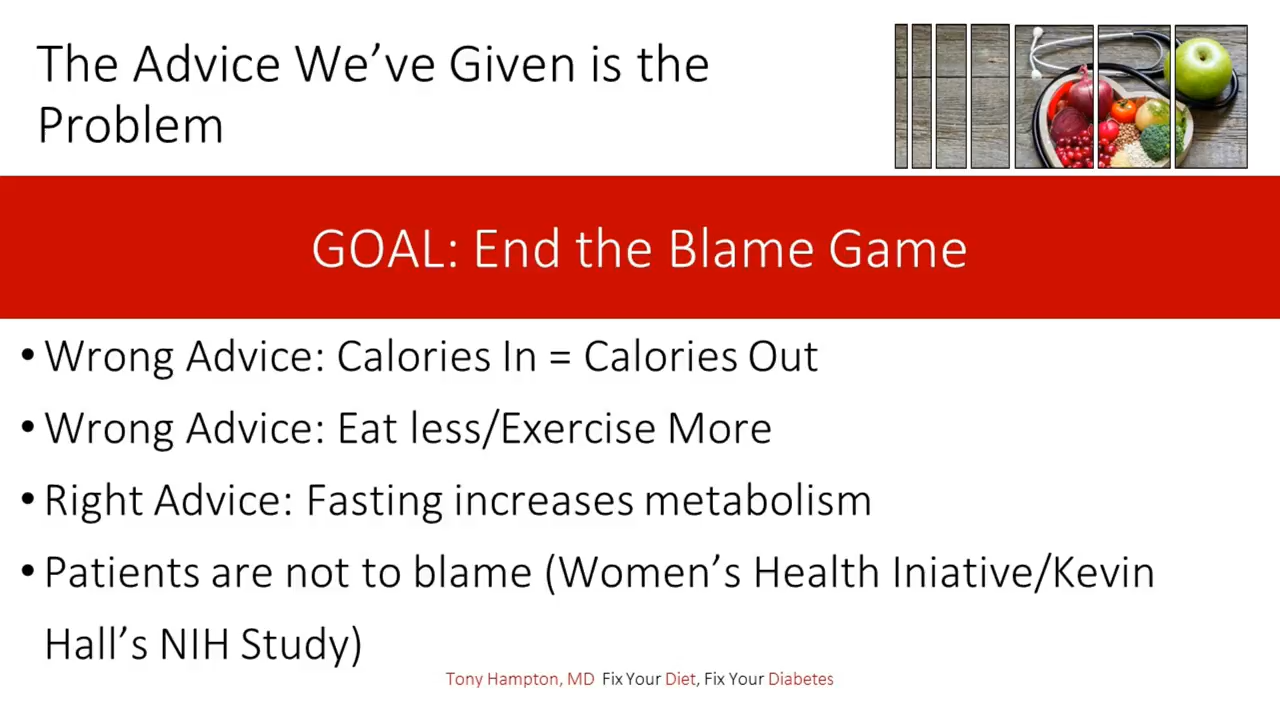 The Advice We’ve Given is the
Problem
GOAL: End the Blame Game
• Wrong Advice: Calories In = Calories Out
• Wrong Advice: Eat less/Exercise More
• Right Advice: Fasting increases metabolism
• Patients are not to blame (Women’s Health Iniative/Kevin
Hall’s NIH Study)
Tony Hampton, MD Fix Your Diet, Fix Your Diabetes